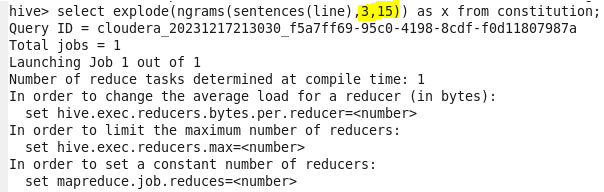 hive> select explode(ngrams(sentences(line),3,15)) as x from constitution;
Query ID = cloudera_20231217213030_f5a7ff69-95c0-4198-8cdf-f0d11807987a
Total jobs = 1
Launching Job 1 out of 1
Number of reduce tasks determined at compile time: 1
In order to change the average load for a reducer (in bytes):
  set hive.exec.reducers.bytes.per.reducer=<number>
In order to limit the maximum number of reducers:
  set hive.exec.reducers.max=<number>
In order to set a constant number of reducers:
  set mapreduce.job.reduces=<number>